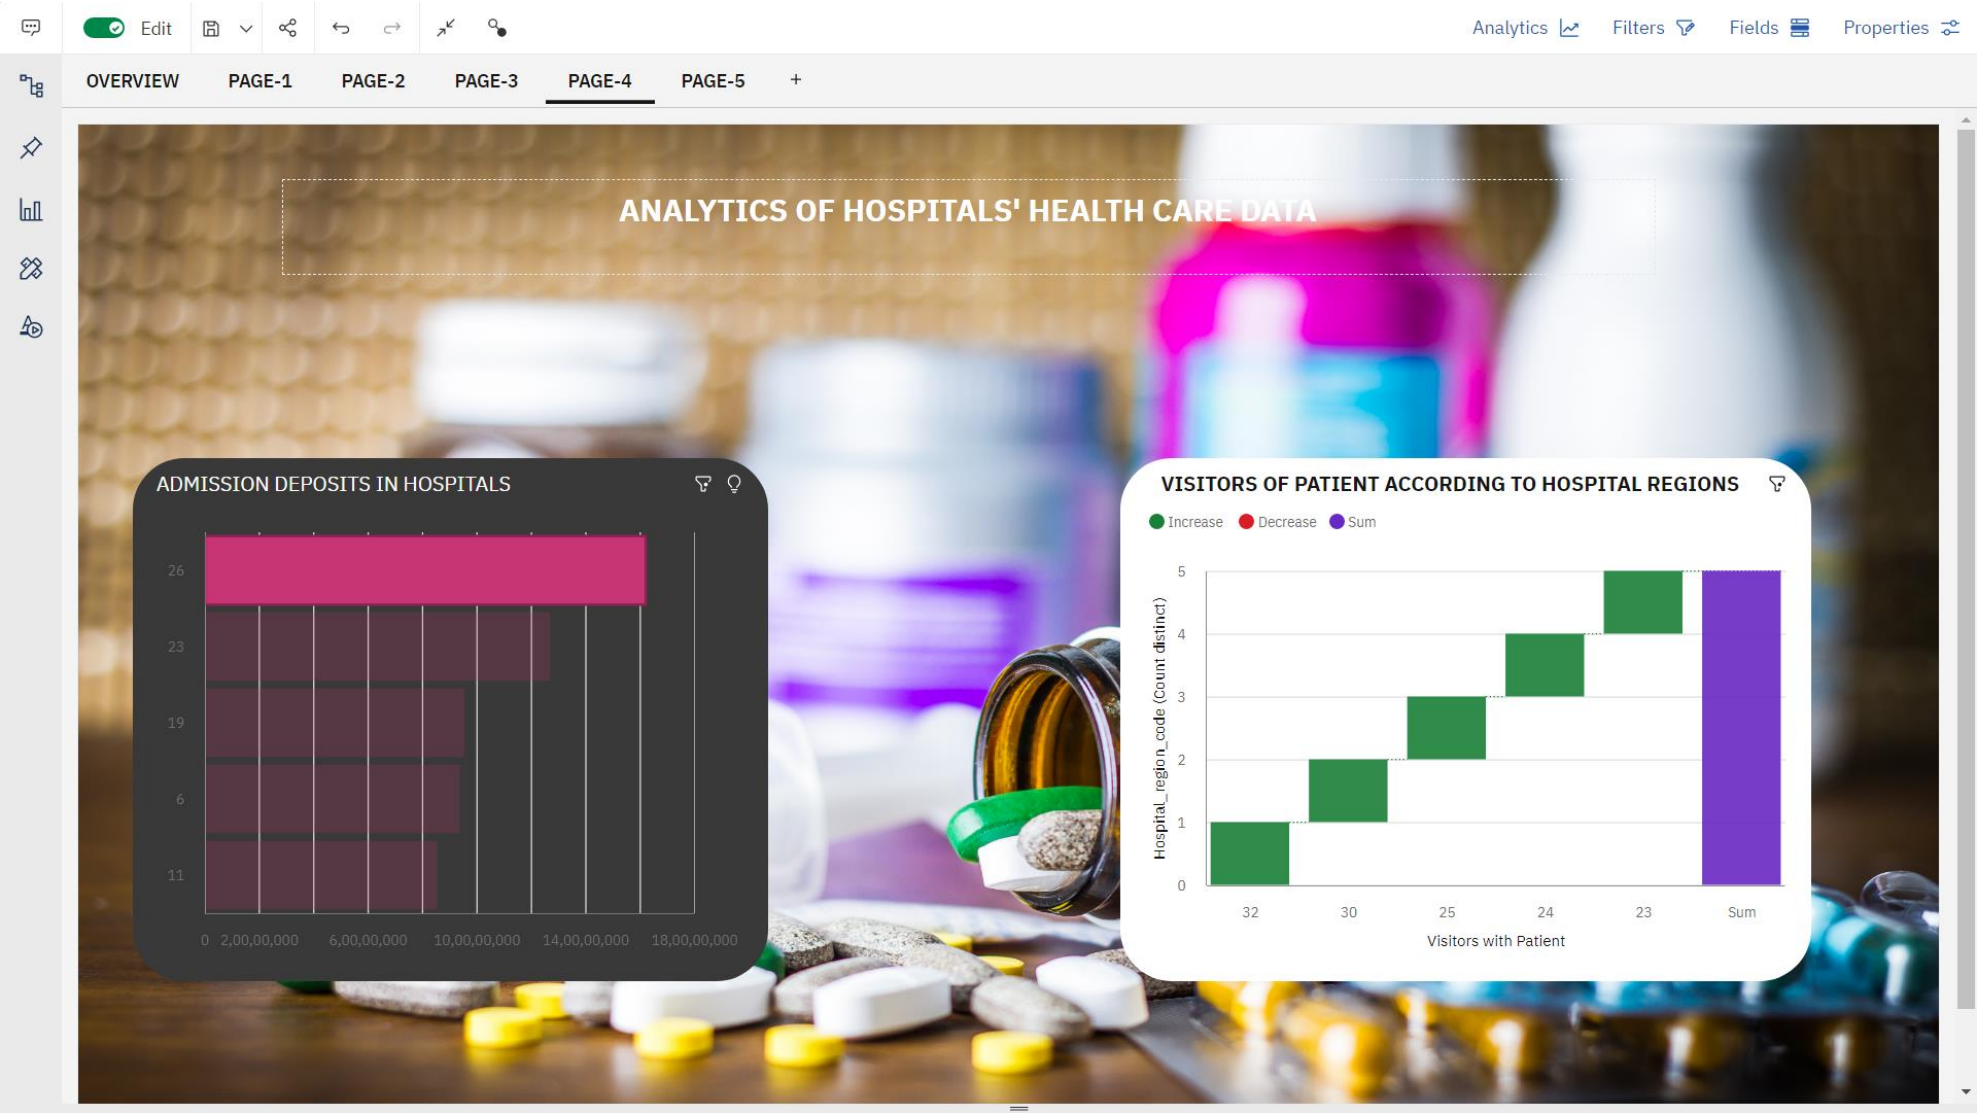 Edit
Analytics
Filters
Fields
Properties
OVERVIEW
PAGE-1
PAGE-2
PAGE-3
PAGE-4
PAGE-5
+
ANALYTICS OF HOSPITALS' HEALTH CARE DATA
ADMISSION DEPOSITS IN HOSPITALS
26
23
19
6
11
0
2,00,00,000
6,00,00,000
10,00,00,000
14,00,00,000
18,00,00,000
VISITORS OF PATIENT ACCORDING TO HOSPITAL REGIONS
Increase
Decrease
Sum
Hospital_region_code (Count distinct)
5
4
3
2
1
0
32
30
25
24
23
Sum
Visitors with Patient